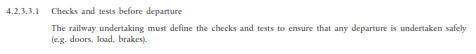 4.2.3.3.1 Checks and tests before departure
The railway undertaking must define the checks and tests to ensure that any departure is undertaken safely
(e.g. doors, load, brakes).